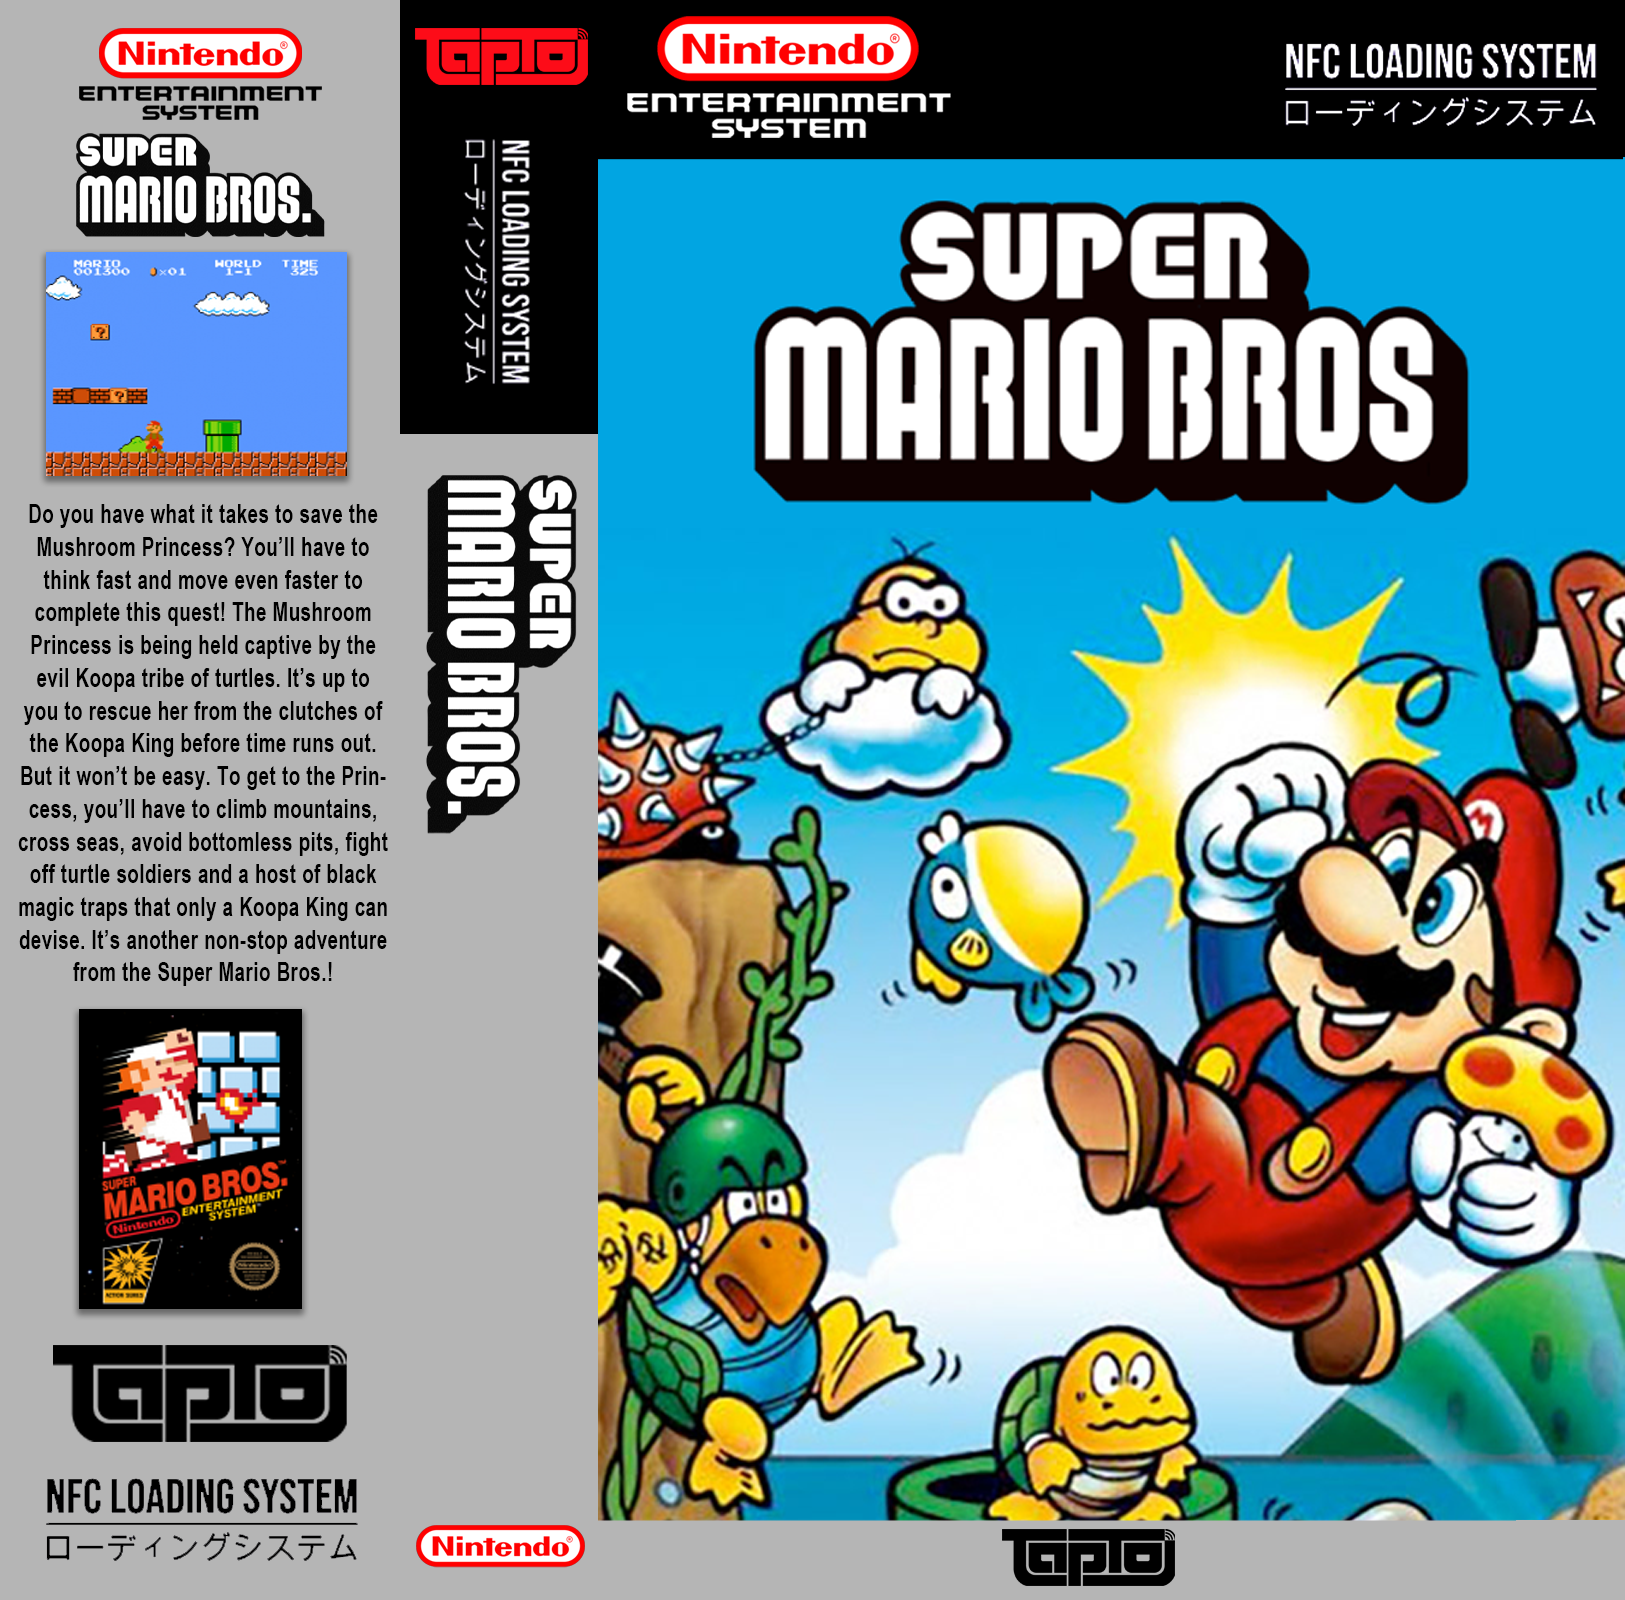 Nintendo®
ENTERTAINMENT
SYSTEM
SUPER
MARIO BROS.
MARIO WORLD TIME
001300 ×01 1-1 325
?
?
Do you have what it takes to save the
Mushroom Princess? You’ll have to
think fast and move even faster to
complete this quest! The Mushroom
Princess is being held captive by the
evil Koopa tribe of turtles. It’s up to
you to rescue her from the clutches of
the Koopa King before time runs out.
But it won’t be easy. To get to the Prin-
cess, you’ll have to climb mountains,
cross seas, avoid bottomless pits, fight
off turtle soldiers and a host of black
magic traps that only a Koopa King can
devise. It’s another non-stop adventure
from the Super Mario Bros.!
SUPER
MARIO BROS.™
Nintendo
ENTERTAINMENT
SYSTEM™
ACTION SERIES
Nintendo
TapTo
NFC LOADING SYSTEM
ローディングシステム
TapTo
NFC LOADING SYSTEM
ローディングシステム
SUPER
MARIO BROS.
Nintendo®
Nintendo®
ENTERTAINMENT
SYSTEM
NFC LOADING SYSTEM
ローディングシステム
SUPER
MARIO BROS
M
TapTo